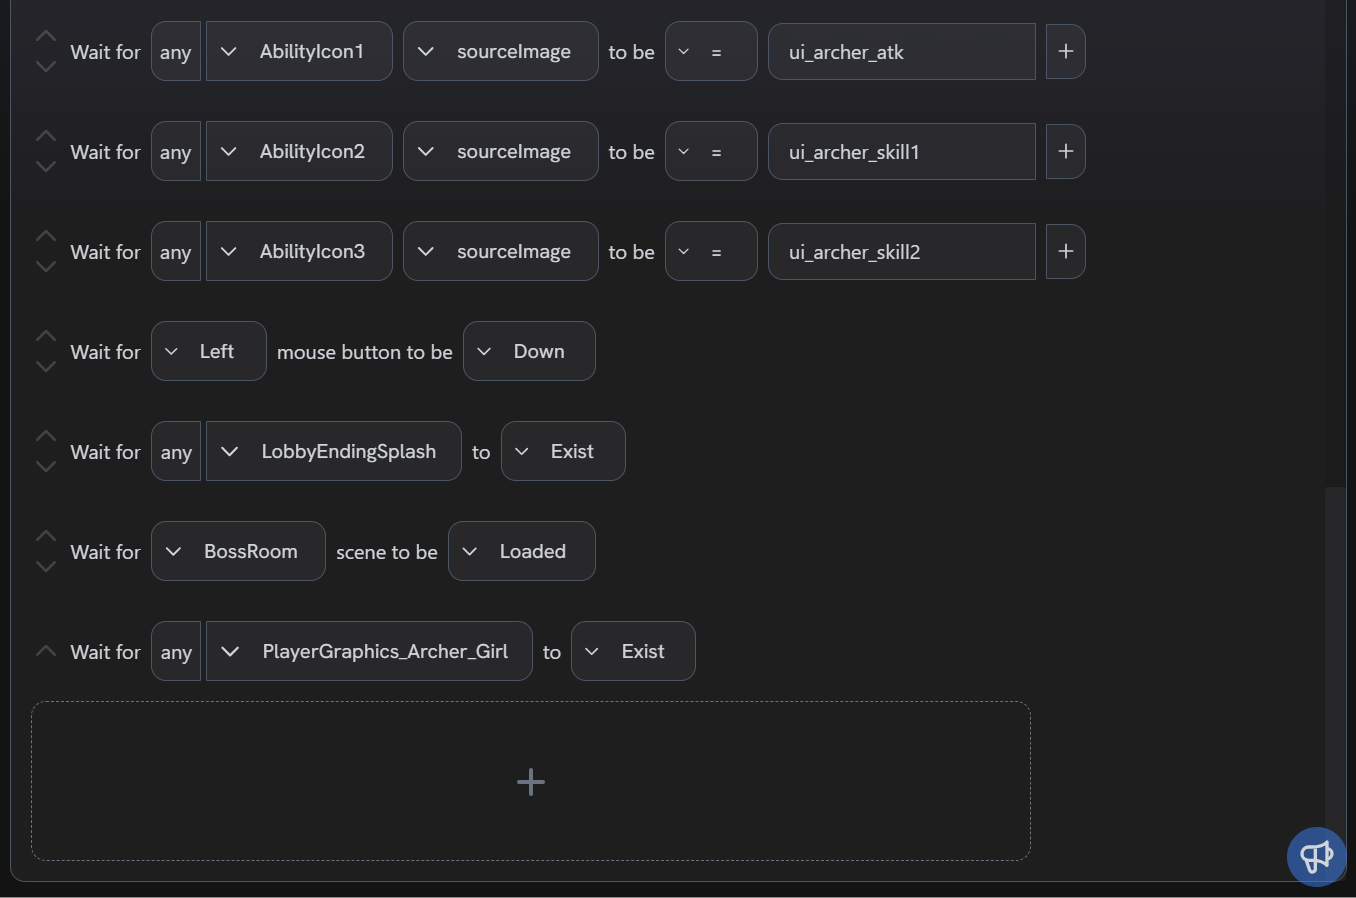 Wait for any AbilityIcon1 sourceImage to be = ui_archer_atk +
Wait for any AbilityIcon2 sourceImage to be = ui_archer_skill1 +
Wait for any AbilityIcon3 sourceImage to be = ui_archer_skill2 +
Wait for Left mouse button to be Down
Wait for any LobbyEndingSplash to Exist
Wait for BossRoom scene to be Loaded
Wait for any PlayerGraphics_Archer_Girl to Exist
+